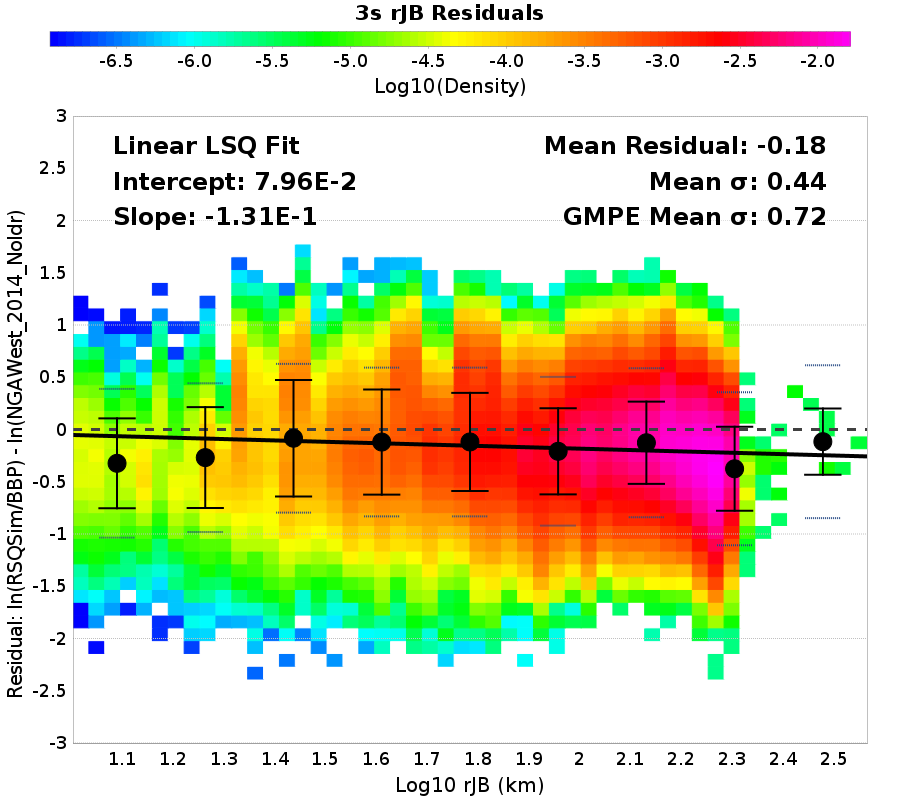 3s rJB Residuals
-6.5 -6.0 -5.5 -5.0 -4.5 -4.0 -3.5 -3.0 -2.5 -2.0
Log10(Density)
Linear LSQ Fit
Intercept: 7.96E-2
Slope: -1.31E-1
Mean Residual: -0.18
Mean σ: 0.44
GMPE Mean σ: 0.72
Residual: ln(RSQSim/BBP) - ln(NGAWest_2014_NoIdr)
3
2.5
2
1.5
1
0.5
0
-0.5
-1
-1.5
-2
-2.5
-3
1.1 1.2 1.3 1.4 1.5 1.6 1.7 1.8 1.9 2 2.1 2.2 2.3 2.4 2.5
Log10 rJB (km)